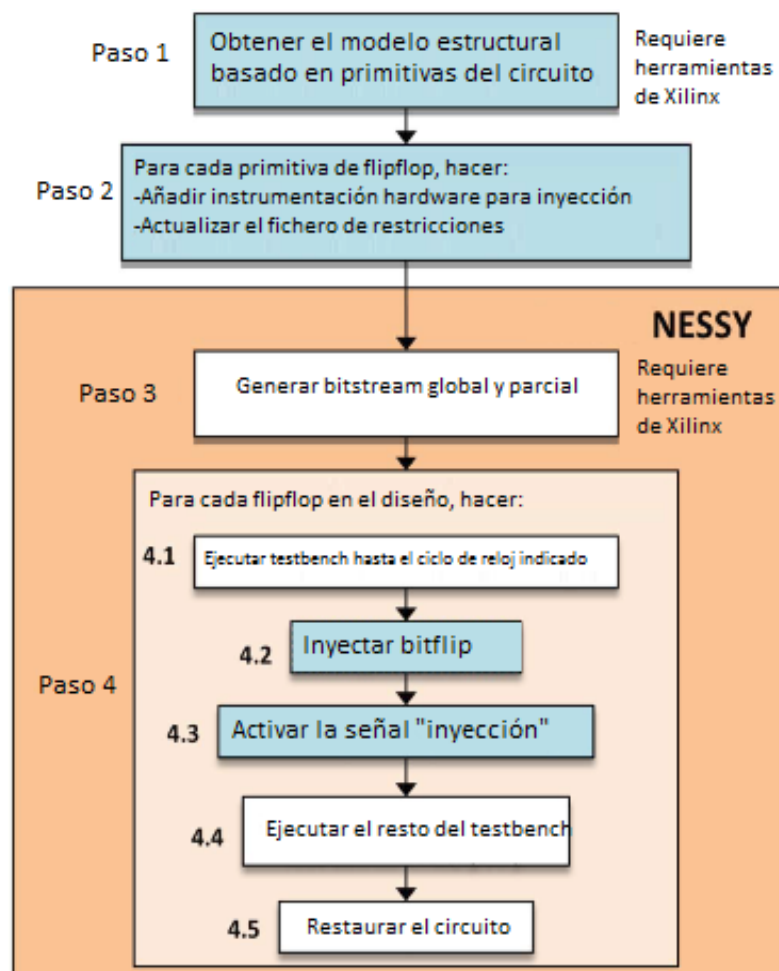 Paso 1
Obtener el modelo estructural
basado en primitivas del circuito
Requiere
herramientas
de Xilinx
Paso 2
Para cada primitiva de flipflop, hacer:
-Añadir instrumentación hardware para inyección
-Actualizar el fichero de restricciones
NESSY
Paso 3
Generar bitstream global y parcial
Requiere
herramientas
de Xilinx
Paso 4
Para cada flipflop en el diseño, hacer:
4.1
Ejecutar testbench hasta el ciclo de reloj indicado
4.2
Inyectar bitflip
4.3
Activar la señal "inyección"
4.4
Ejecutar el resto del testbench
4.5
Restaurar el circuito